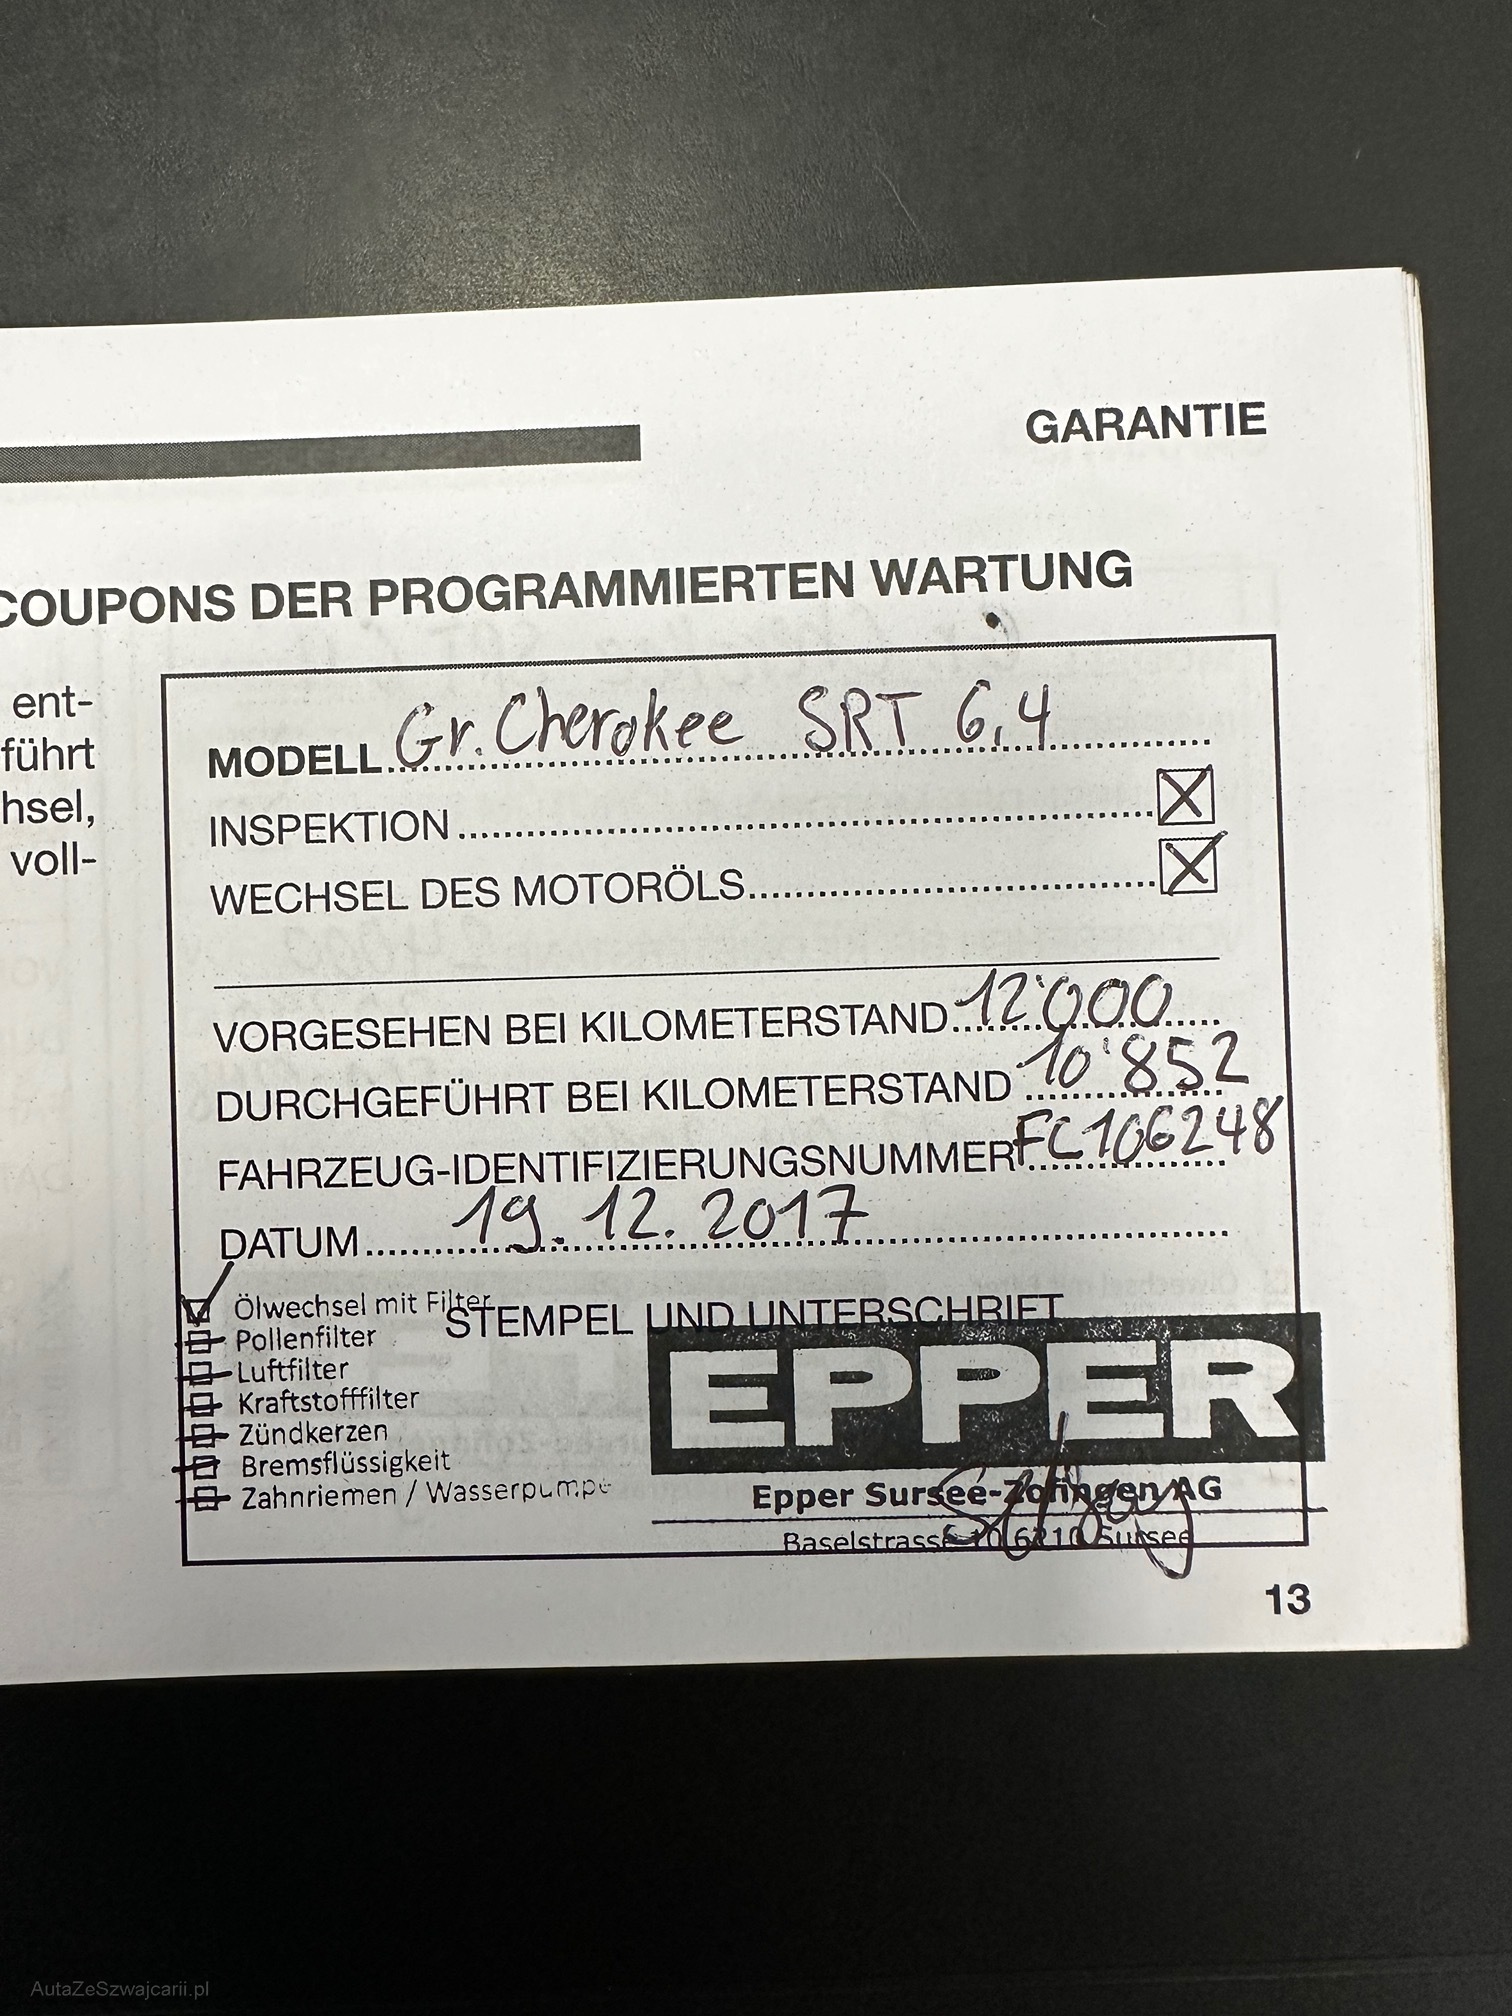 GARANTIE
COUPONS DER PROGRAMMIERTEN WARTUNG
ent-
führt
hsel,
voll-
MODELL Gr. Cherokee SRT 6,4
INSPEKTION X
WECHSEL DES MOTORÖLS X
VORGESEHEN BEI KILOMETERSTAND 12'000
DURCHGEFÜHRT BEI KILOMETERSTAND 10'852
FAHRZEUG-IDENTIFIZIERUNGSNUMMER FC106248
DATUM 19.12.2017
STEMPEL UND UNTERSCHRIFT
Ölwechsel mit Filter
Pollenfilter
Luftfilter
Kraftstofffilter
Zündkerzen
Bremsflüssigkeit
Zahnriemen / Wasserpumpe
EPPER
Epper Sursee-Zofingen AG
Baselstrasse 10 6210 Sursee
13
AutaZeSzwajcarii.pl